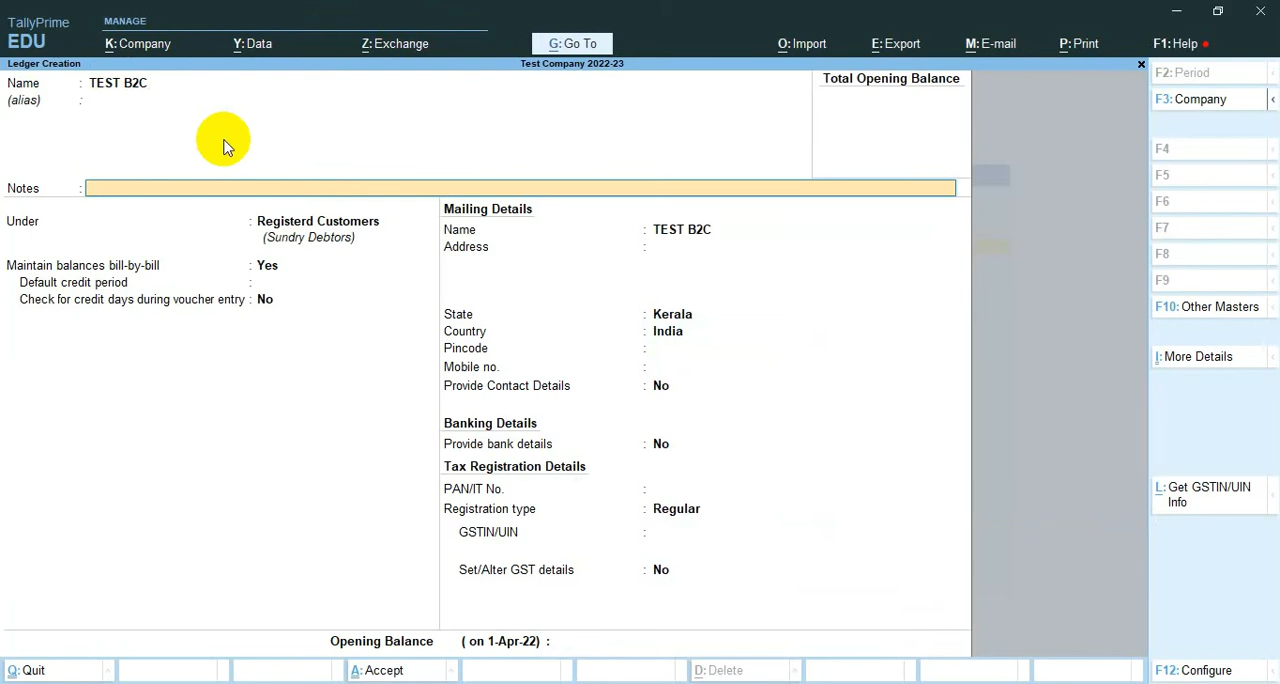 TallyPrime
EDU
MANAGE
K: Company
Y: Data
Z: Exchange
G: Go To
O: Import
E: Export
M: E-mail
P: Print
F1: Help
Ledger Creation
Test Company 2022-23
Name : TEST B2C
(alias) :
Total Opening Balance
Notes :
Under : Registerd Customers
(Sundry Debtors)
Maintain balances bill-by-bill : Yes
Default credit period :
Check for credit days during voucher entry : No
Mailing Details
Name : TEST B2C
Address :
State : Kerala
Country : India
Pincode :
Mobile no. :
Provide Contact Details : No
Banking Details
Provide bank details : No
Tax Registration Details
PAN/IT No. :
Registration type : Regular
GSTIN/UIN :
Set/Alter GST details : No
Opening Balance ( on 1-Apr-22) :
F2: Period
F3: Company
F4
F5
F6
F7
F8
F9
F10: Other Masters
I: More Details
L: Get GSTIN/UIN
Info
Q: Quit
A: Accept
D: Delete
F12: Configure